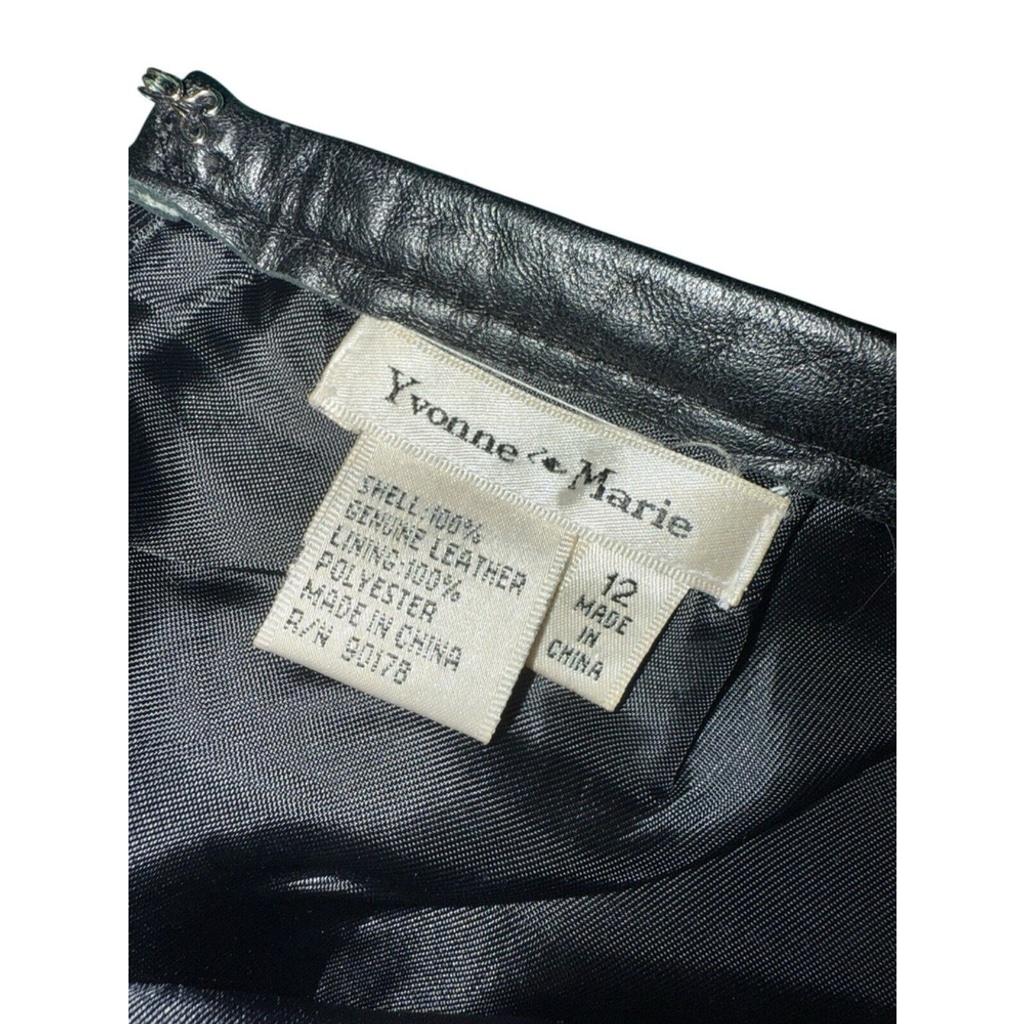 Yvonne Marie
SHELL:100%
GENUINE LEATHER
LINING:100%
POLYESTER
MADE IN CHINA
R/N 90178
12
MADE
IN
CHINA